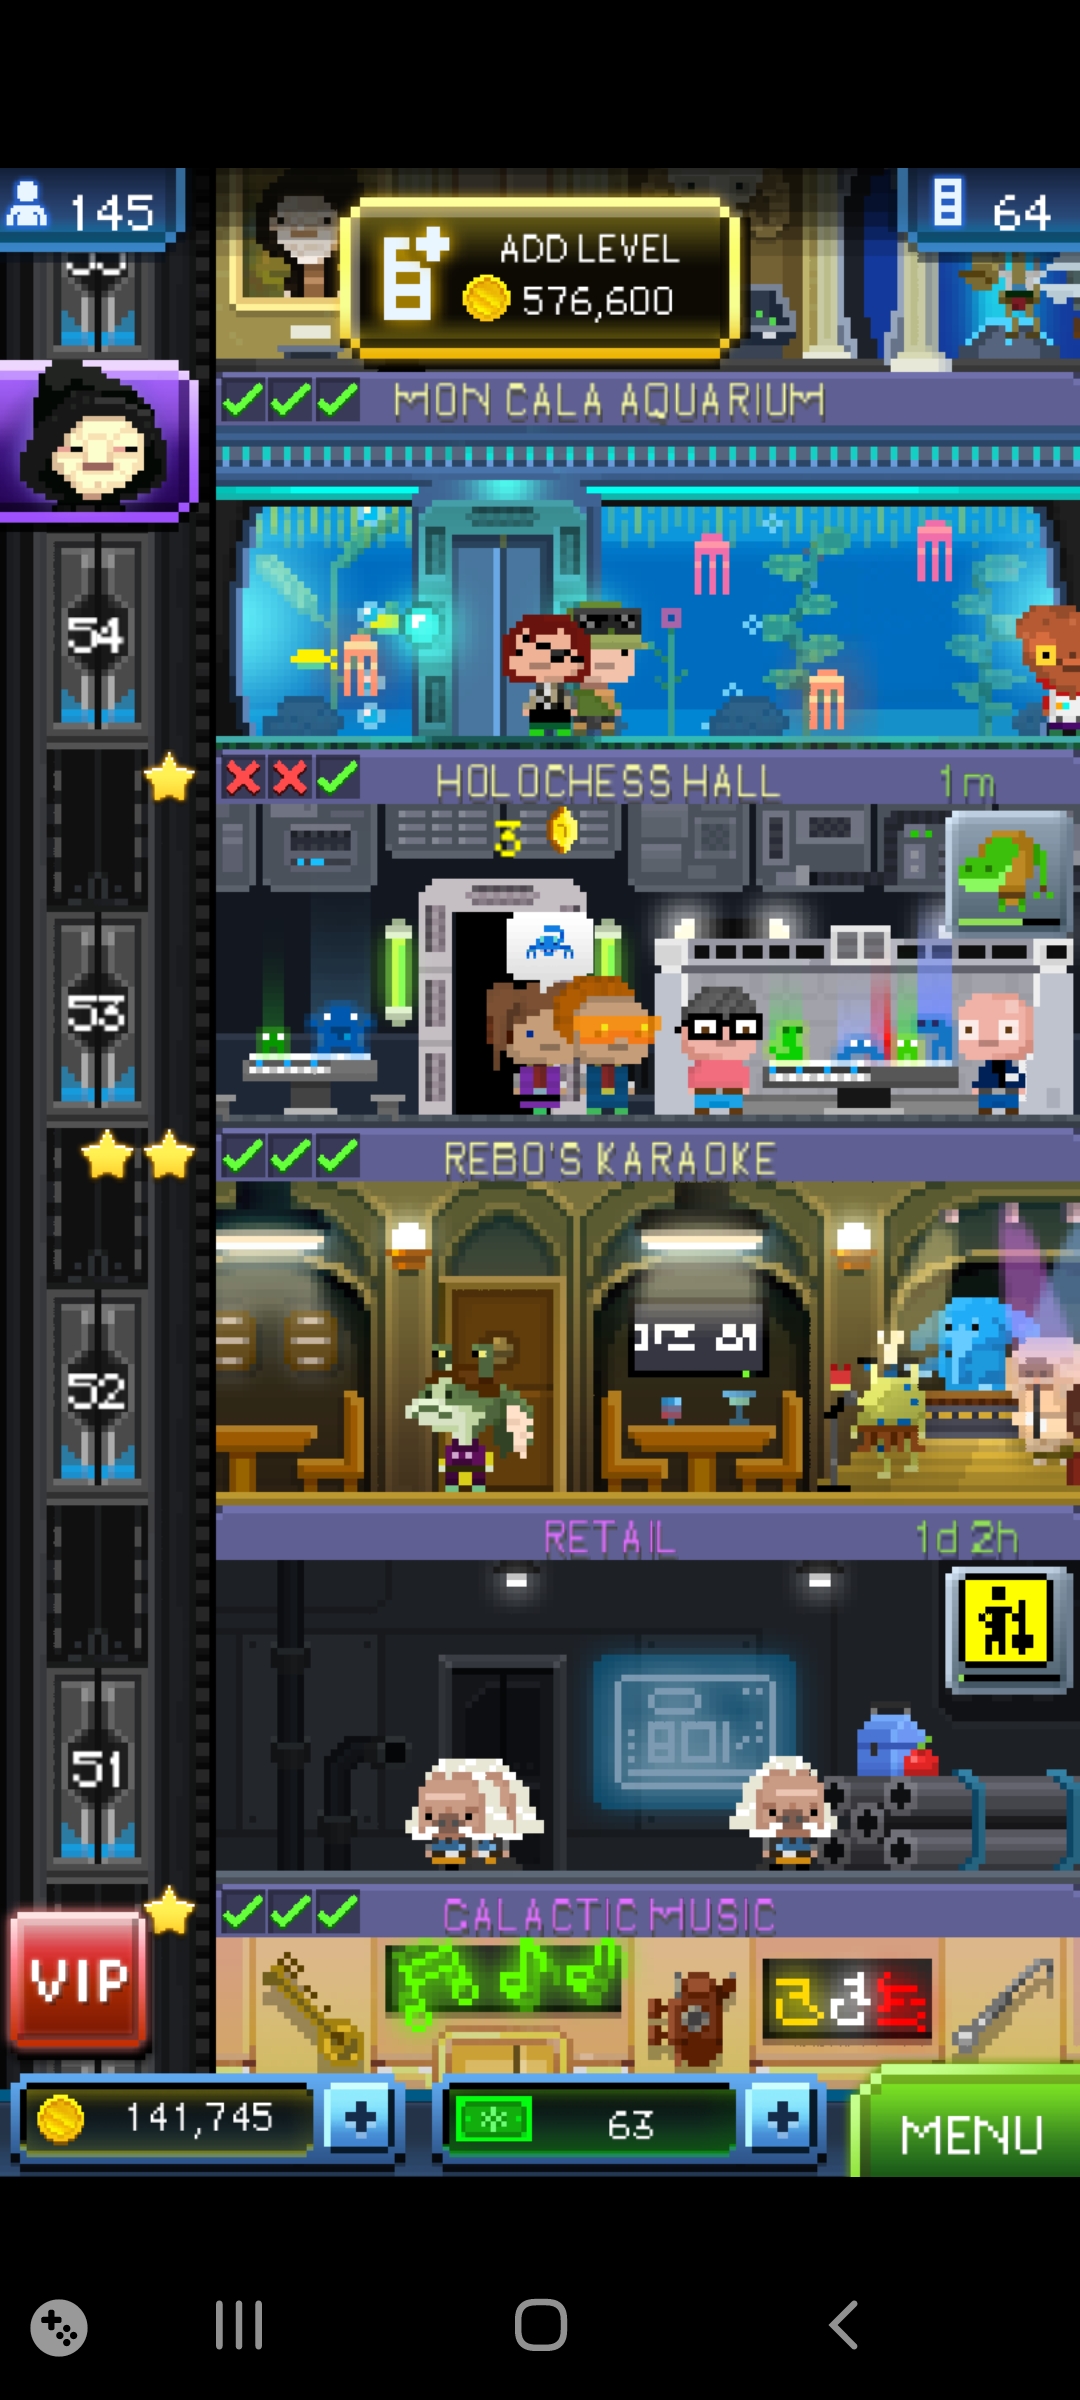 145
ADD LEVEL
576,600
64
MON CALA AQUARIUM
54
HOLOCHESS HALL
1m
3
53
REBO'S KARAOKE
52
RETAIL
1d 2h
51
GALACTIC MUSIC
VIP
141,745
63
MENU